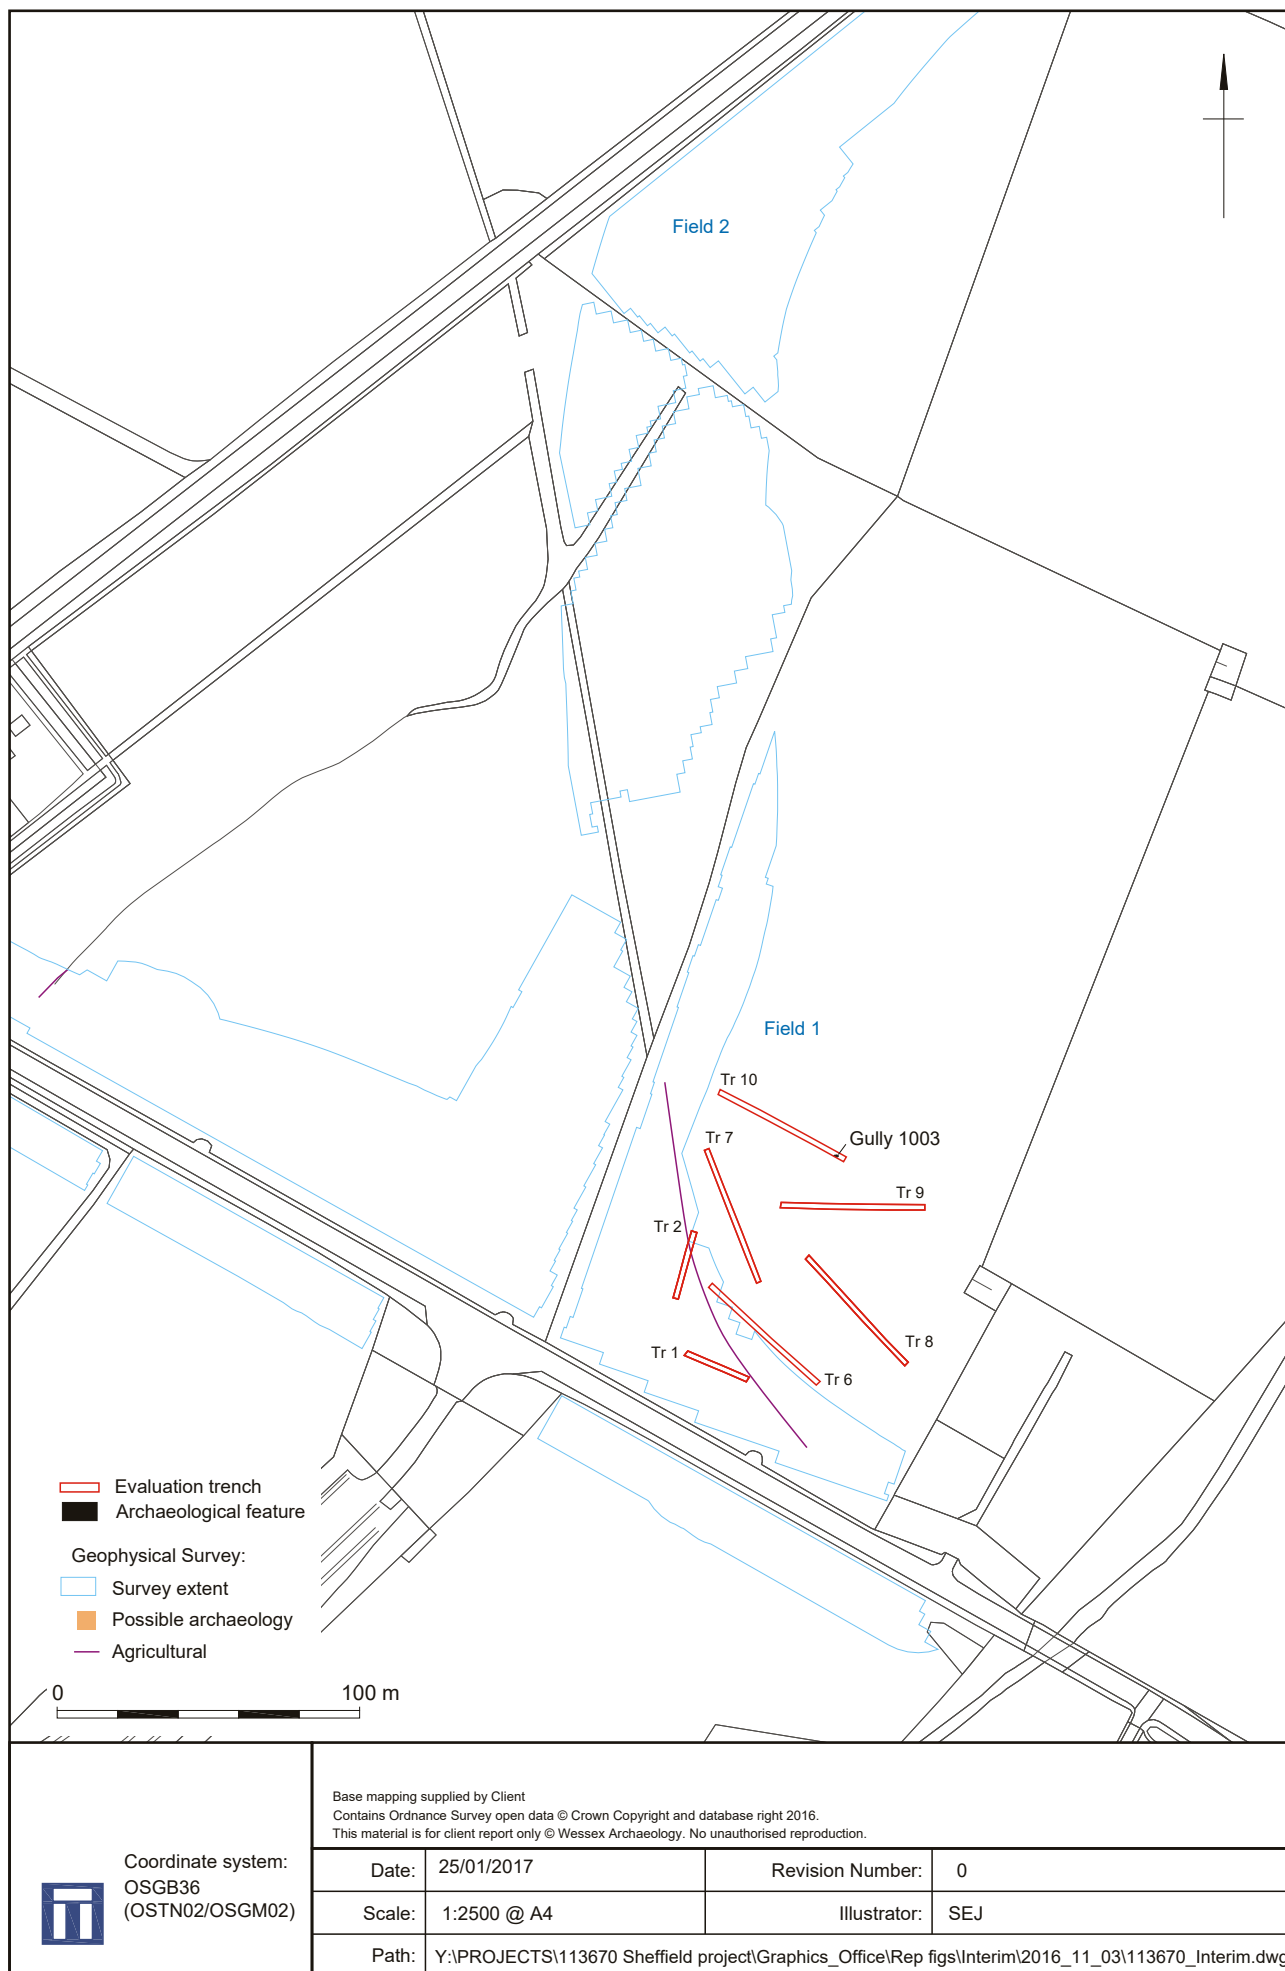 Field 2
Field 1
Tr 10
Gully 1003
Tr 7
Tr 9
Tr 2
Tr 8
Tr 1
Tr 6
Evaluation trench
Archaeological feature
Geophysical Survey:
Survey extent
Possible archaeology
Agricultural
0 100 m
Base mapping supplied by Client
Contains Ordnance Survey open data © Crown Copyright and database right 2016.
This material is for client report only © Wessex Archaeology. No unauthorised reproduction.
Coordinate system:
OSGB36
(OSTN02/OSGM02)
Date: 25/01/2017 Revision Number: 0
Scale: 1:2500 @ A4 Illustrator: SEJ
Path: Y:\PROJECTS\113670 Sheffield project\Graphics_Office\Rep figs\Interim\2016_11_03\113670_Interim.dwg